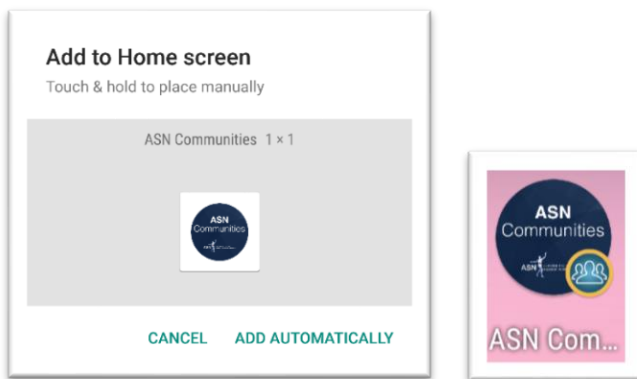 Add to Home screen
Touch & hold to place manually
ASN Communities 1 × 1
ASN
Communities
CANCEL ADD AUTOMATICALLY
ASN
Communities
ASN
ASN Com...